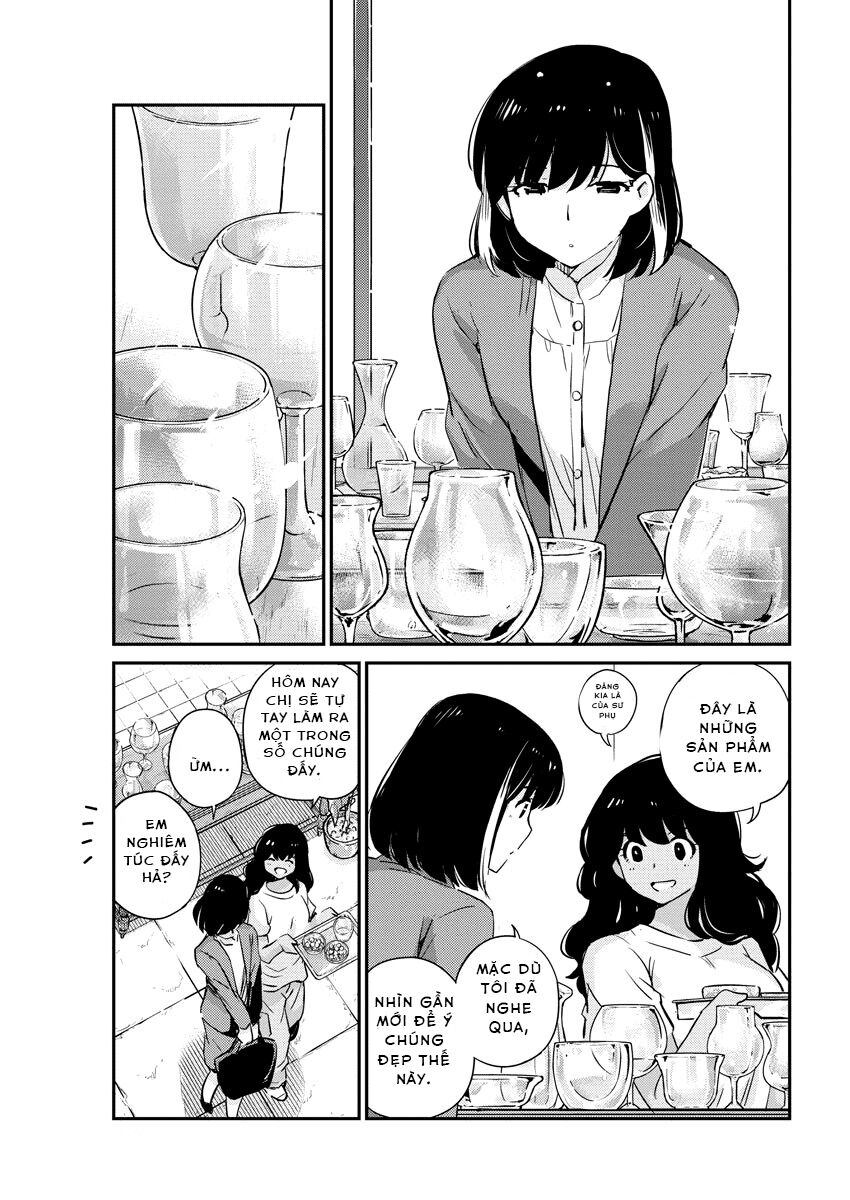 ĐÂY LÀ
NHỮNG
SẢN PHẨM
CỦA EM.
ĐẰNG
KIA LÀ
CỦA SƯ
PHỤ
MẶC DÙ
TÔI ĐÃ
NGHE
QUA,
NHÌN GẦN
MỚI ĐỂ Ý
CHÚNG
ĐẸP THẾ
NÀY.
HÔM NAY
CHỊ SẼ TỰ
TAY LÀM RA
MỘT TRONG
SỐ CHÚNG
ĐẤY.
ỪM...
EM
NGHIÊM
TÚC ĐẤY
HẢ?